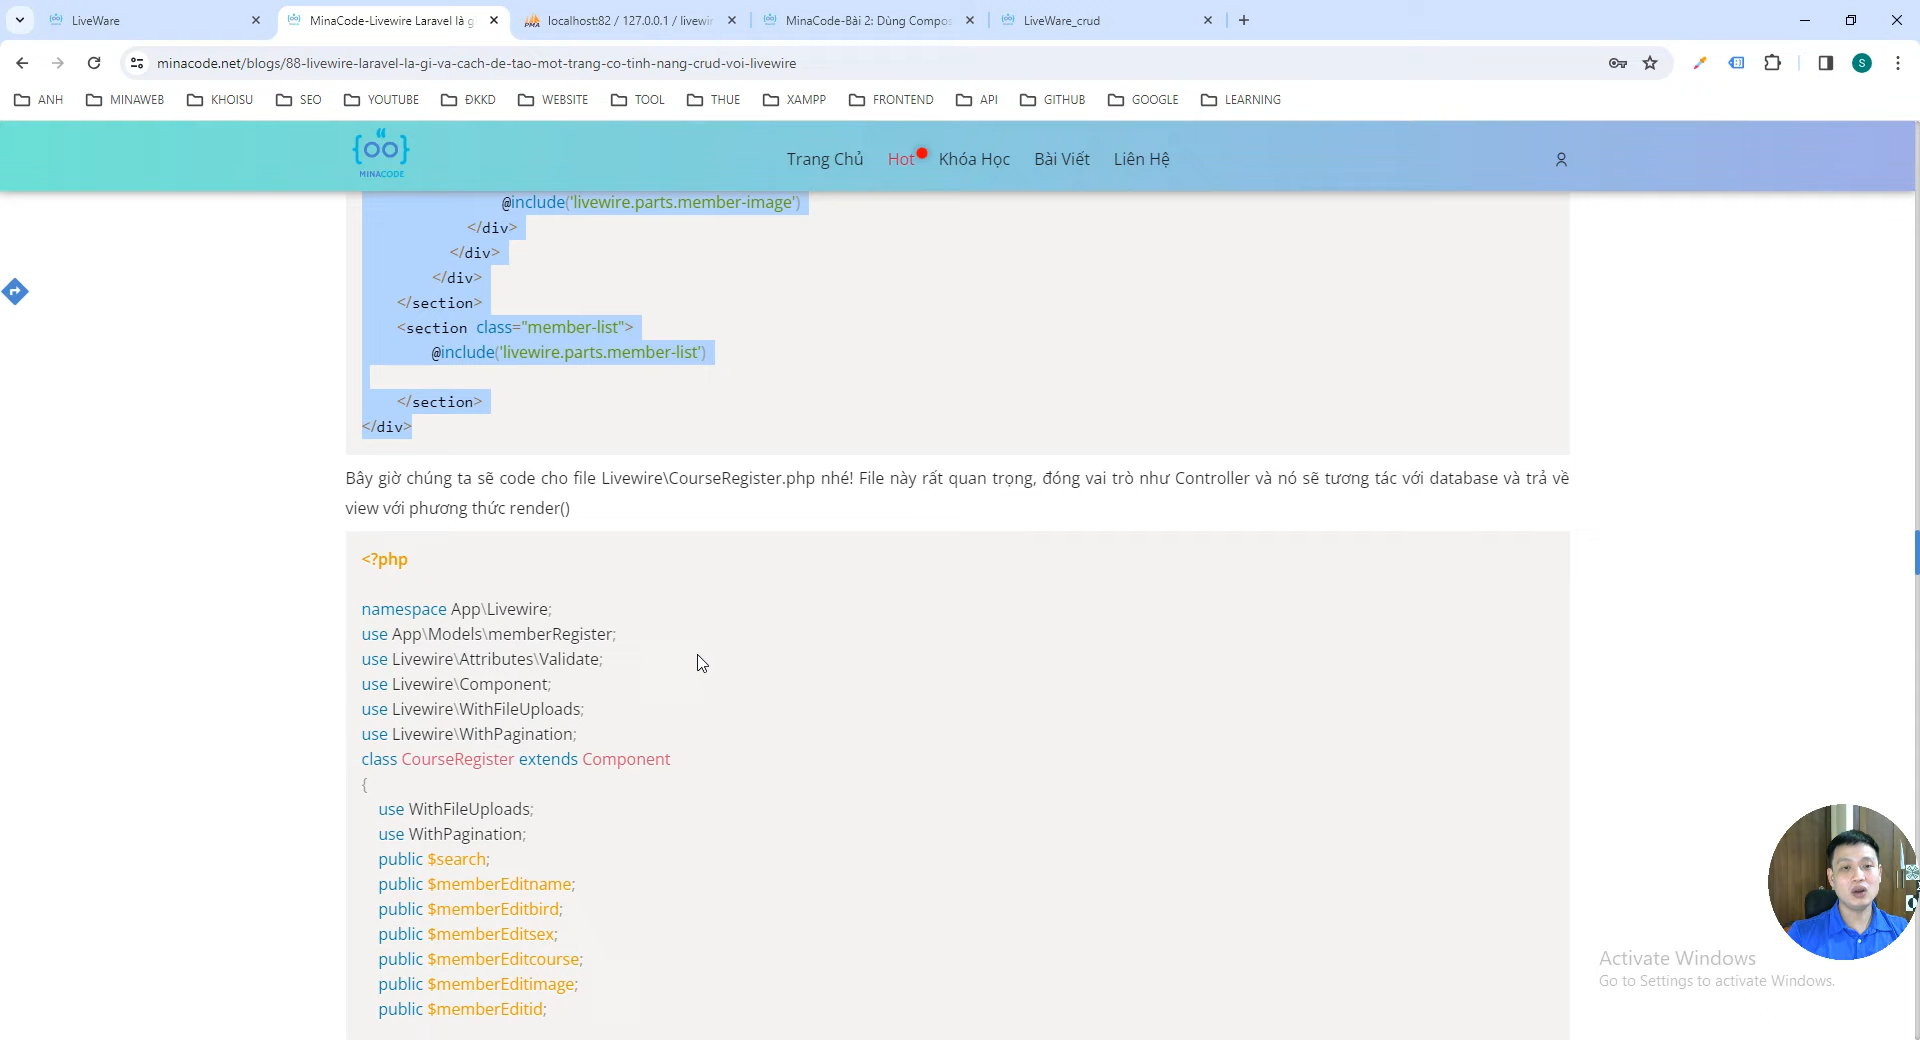 LiveWare
MinaCode-Livewire Laravel là g
localhost:82 / 127.0.0.1 / livewir
MinaCode-Bài 2: Dùng Compos
LiveWare_crud
minacode.net/blogs/88-livewire-laravel-la-gi-va-cach-de-tao-mot-trang-co-tinh-nang-crud-voi-livewire
S
ANH
MINAWEB
KHOISU
SEO
YOUTUBE
ĐKKD
WEBSITE
TOOL
THUE
XAMPP
FRONTEND
API
GITHUB
GOOGLE
LEARNING
MINACODE
Trang Chủ
Hot
Khóa Học
Bài Viết
Liên Hệ
@include('livewire.parts.member-image')
</div>
</div>
</div>
</section>
<section class="member-list">
@include('livewire.parts.member-list')
</section>
</div>
Bây giờ chúng ta sẽ code cho file Livewire\CourseRegister.php nhé! File này rất quan trọng, đóng vai trò như Controller và nó sẽ tương tác với database và trả về
view với phương thức render()
<?php
namespace App\Livewire;
use App\Models\memberRegister;
use Livewire\Attributes\Validate;
use Livewire\Component;
use Livewire\WithFileUploads;
use Livewire\WithPagination;
class CourseRegister extends Component
{
use WithFileUploads;
use WithPagination;
public $search;
public $memberEditname;
public $memberEditbird;
public $memberEditsex;
public $memberEditcourse;
public $memberEditimage;
public $memberEditid;
Activate Windows
Go to Settings to activate Windows.